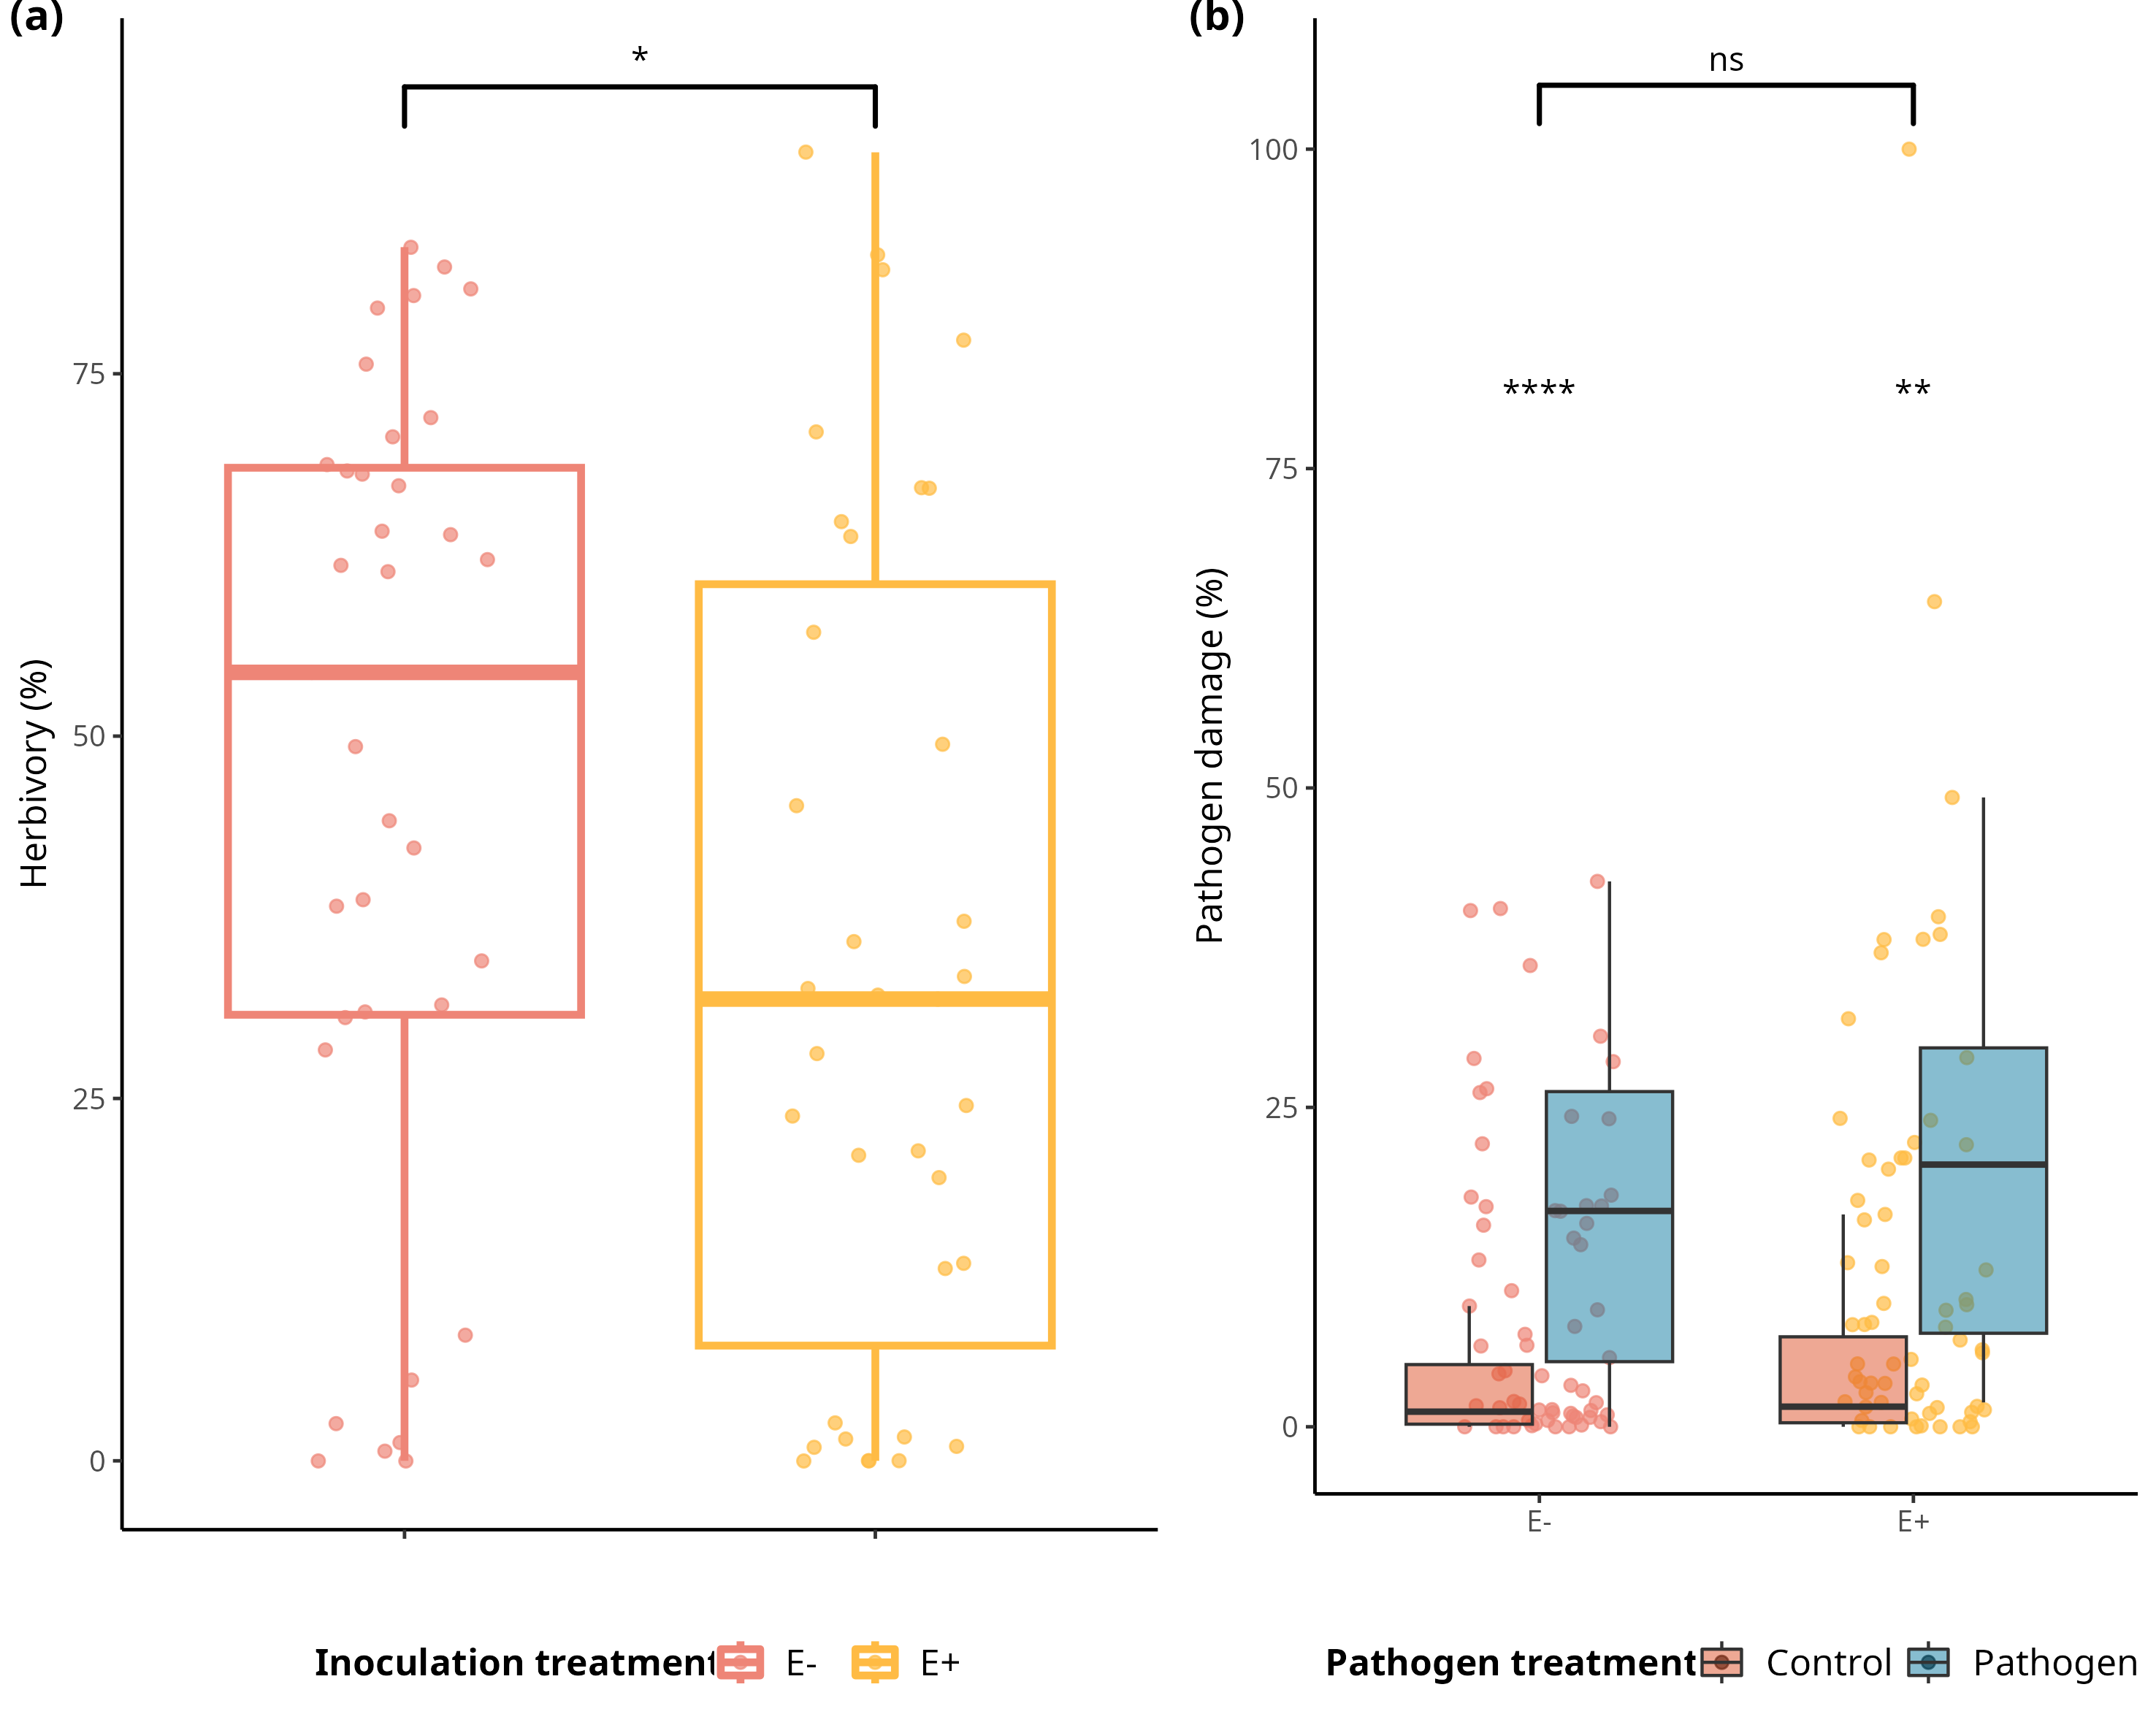 (a)
*
75
50
25
0
Herbivory (%)
Inoculation treatment E- E+
(b)
ns
100
**** **
75
50
25
0
Pathogen damage (%)
E- E+
Pathogen treatment Control Pathogen